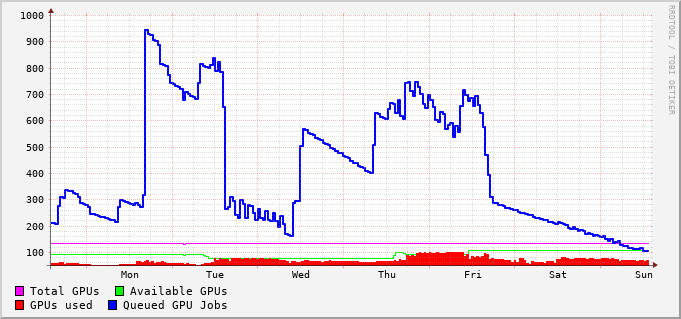 1000
900
800
700
600
500
400
300
200
100
Mon Tue Wed Thu Fri Sat Sun
Total GPUs Available GPUs
GPUs used Queued GPU Jobs
RRDTOOL / TOBI OETIKER